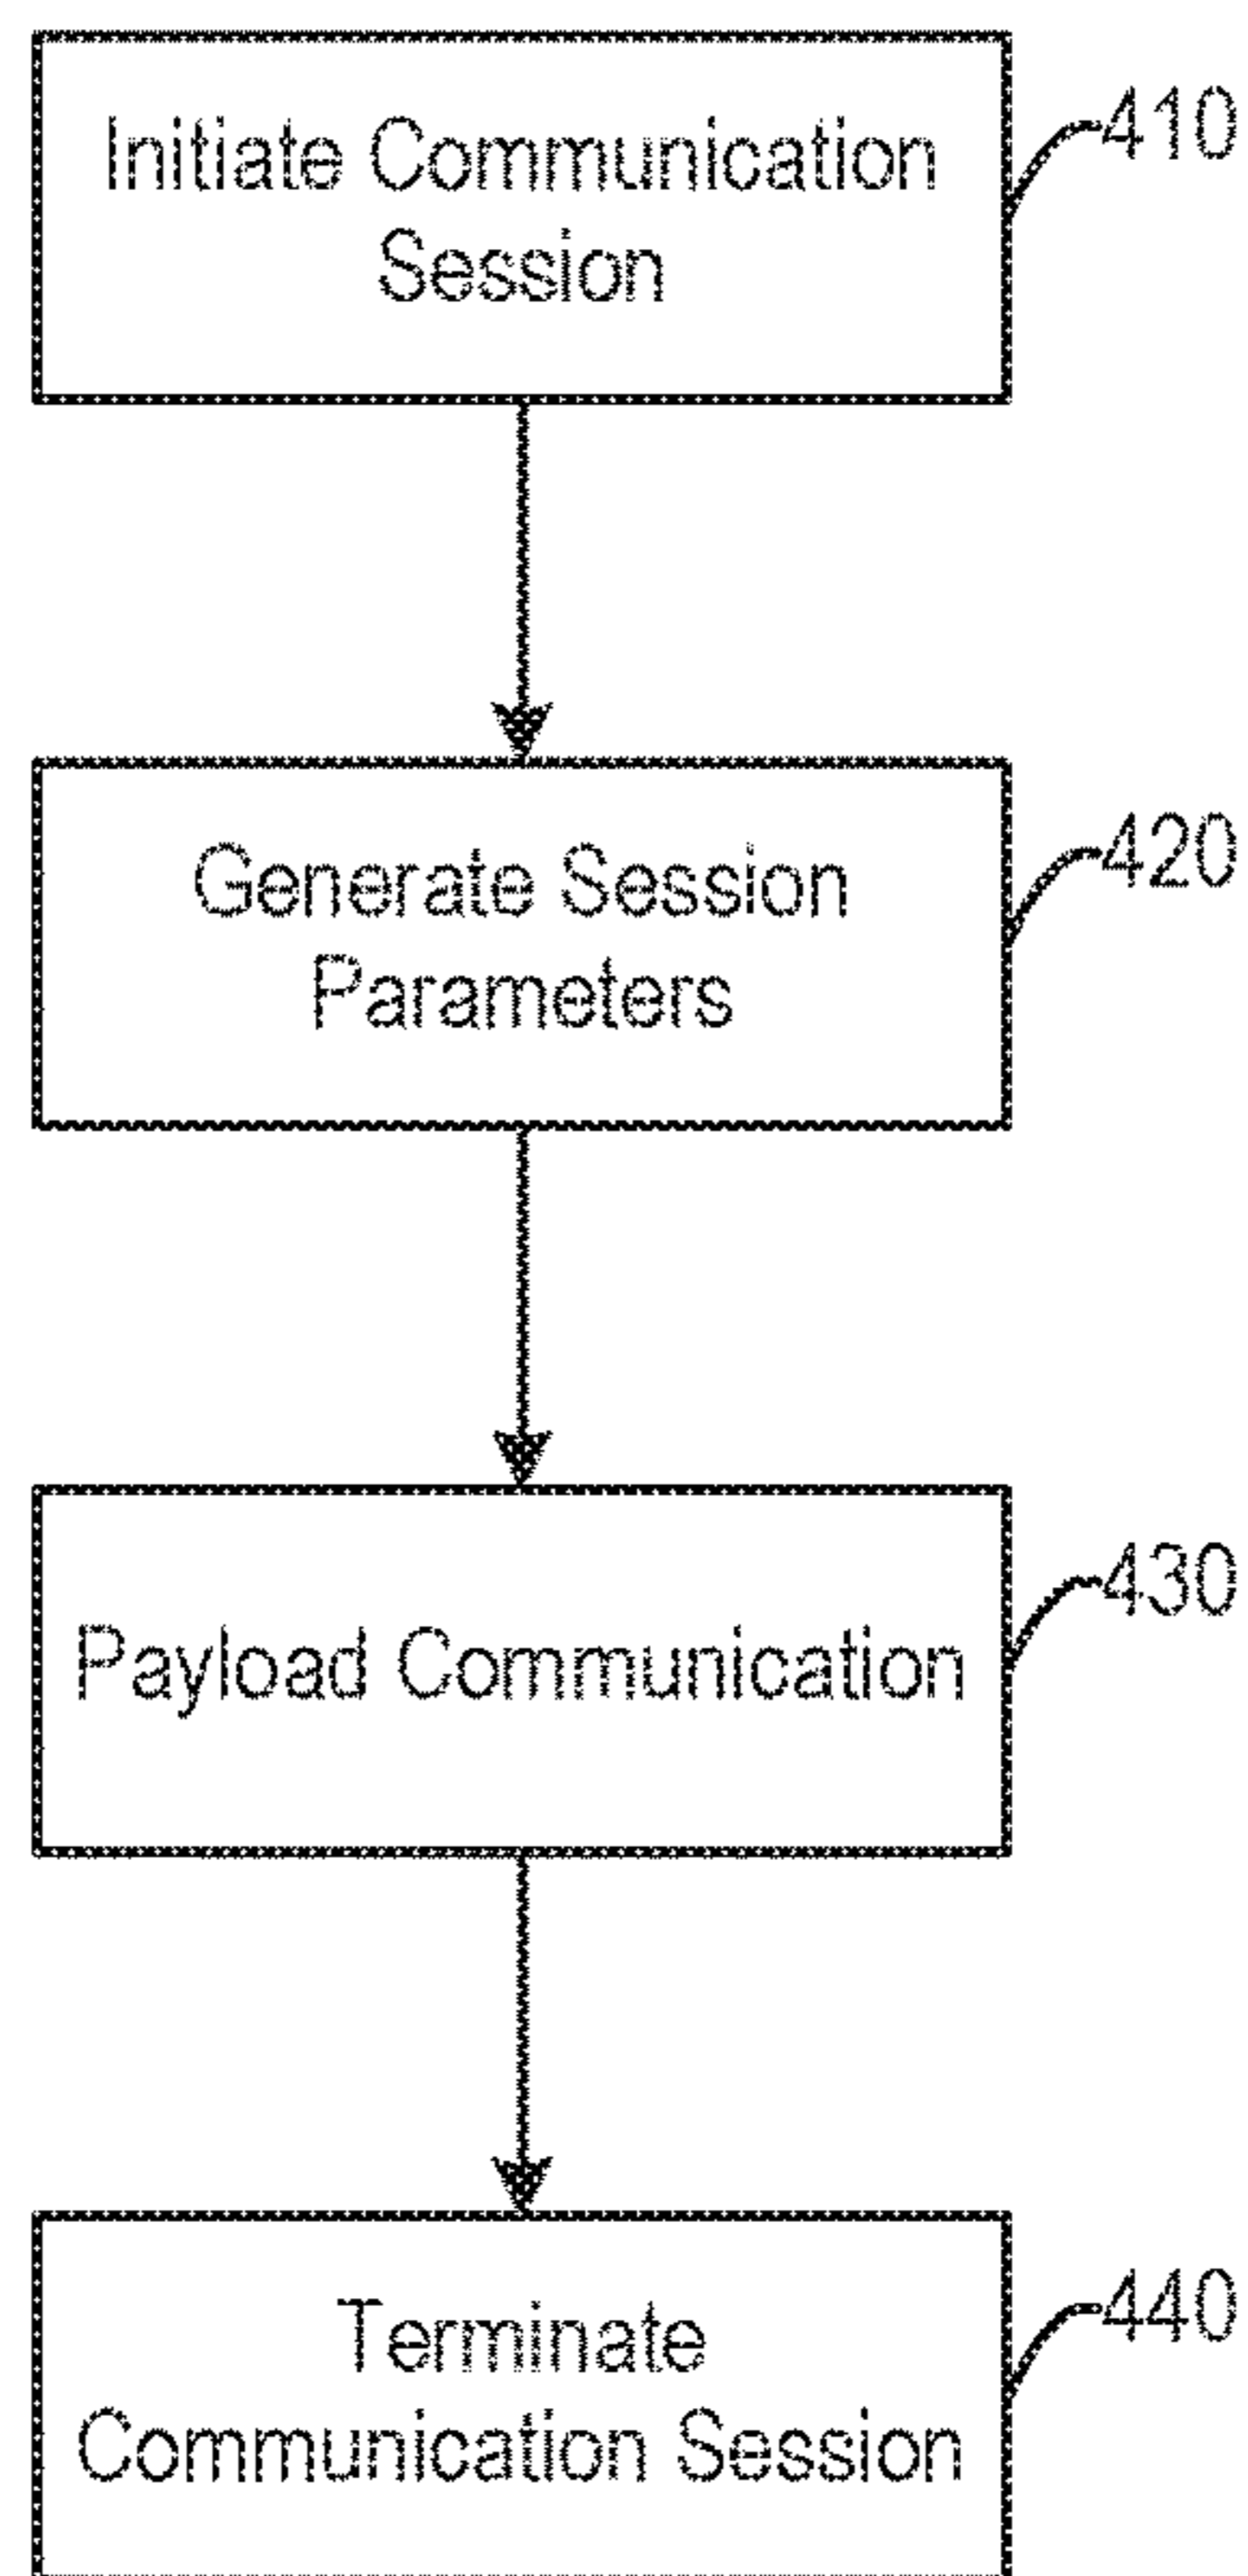 Initiate Communication
Session
410
Generate Session
Parameters
420
Payload Communication
430
Terminate
Communication Session
440